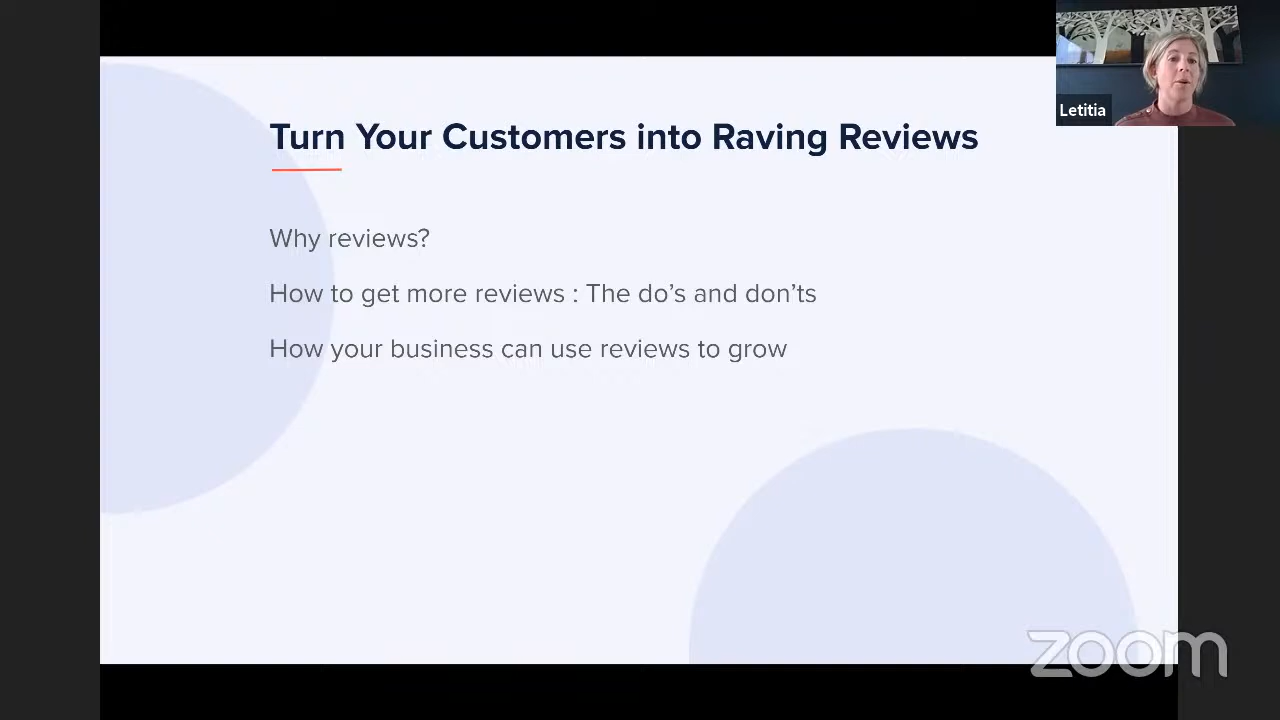 Letitia
Turn Your Customers into Raving Reviews
Why reviews?
How to get more reviews : The do’s and don’ts
How your business can use reviews to grow
zoom